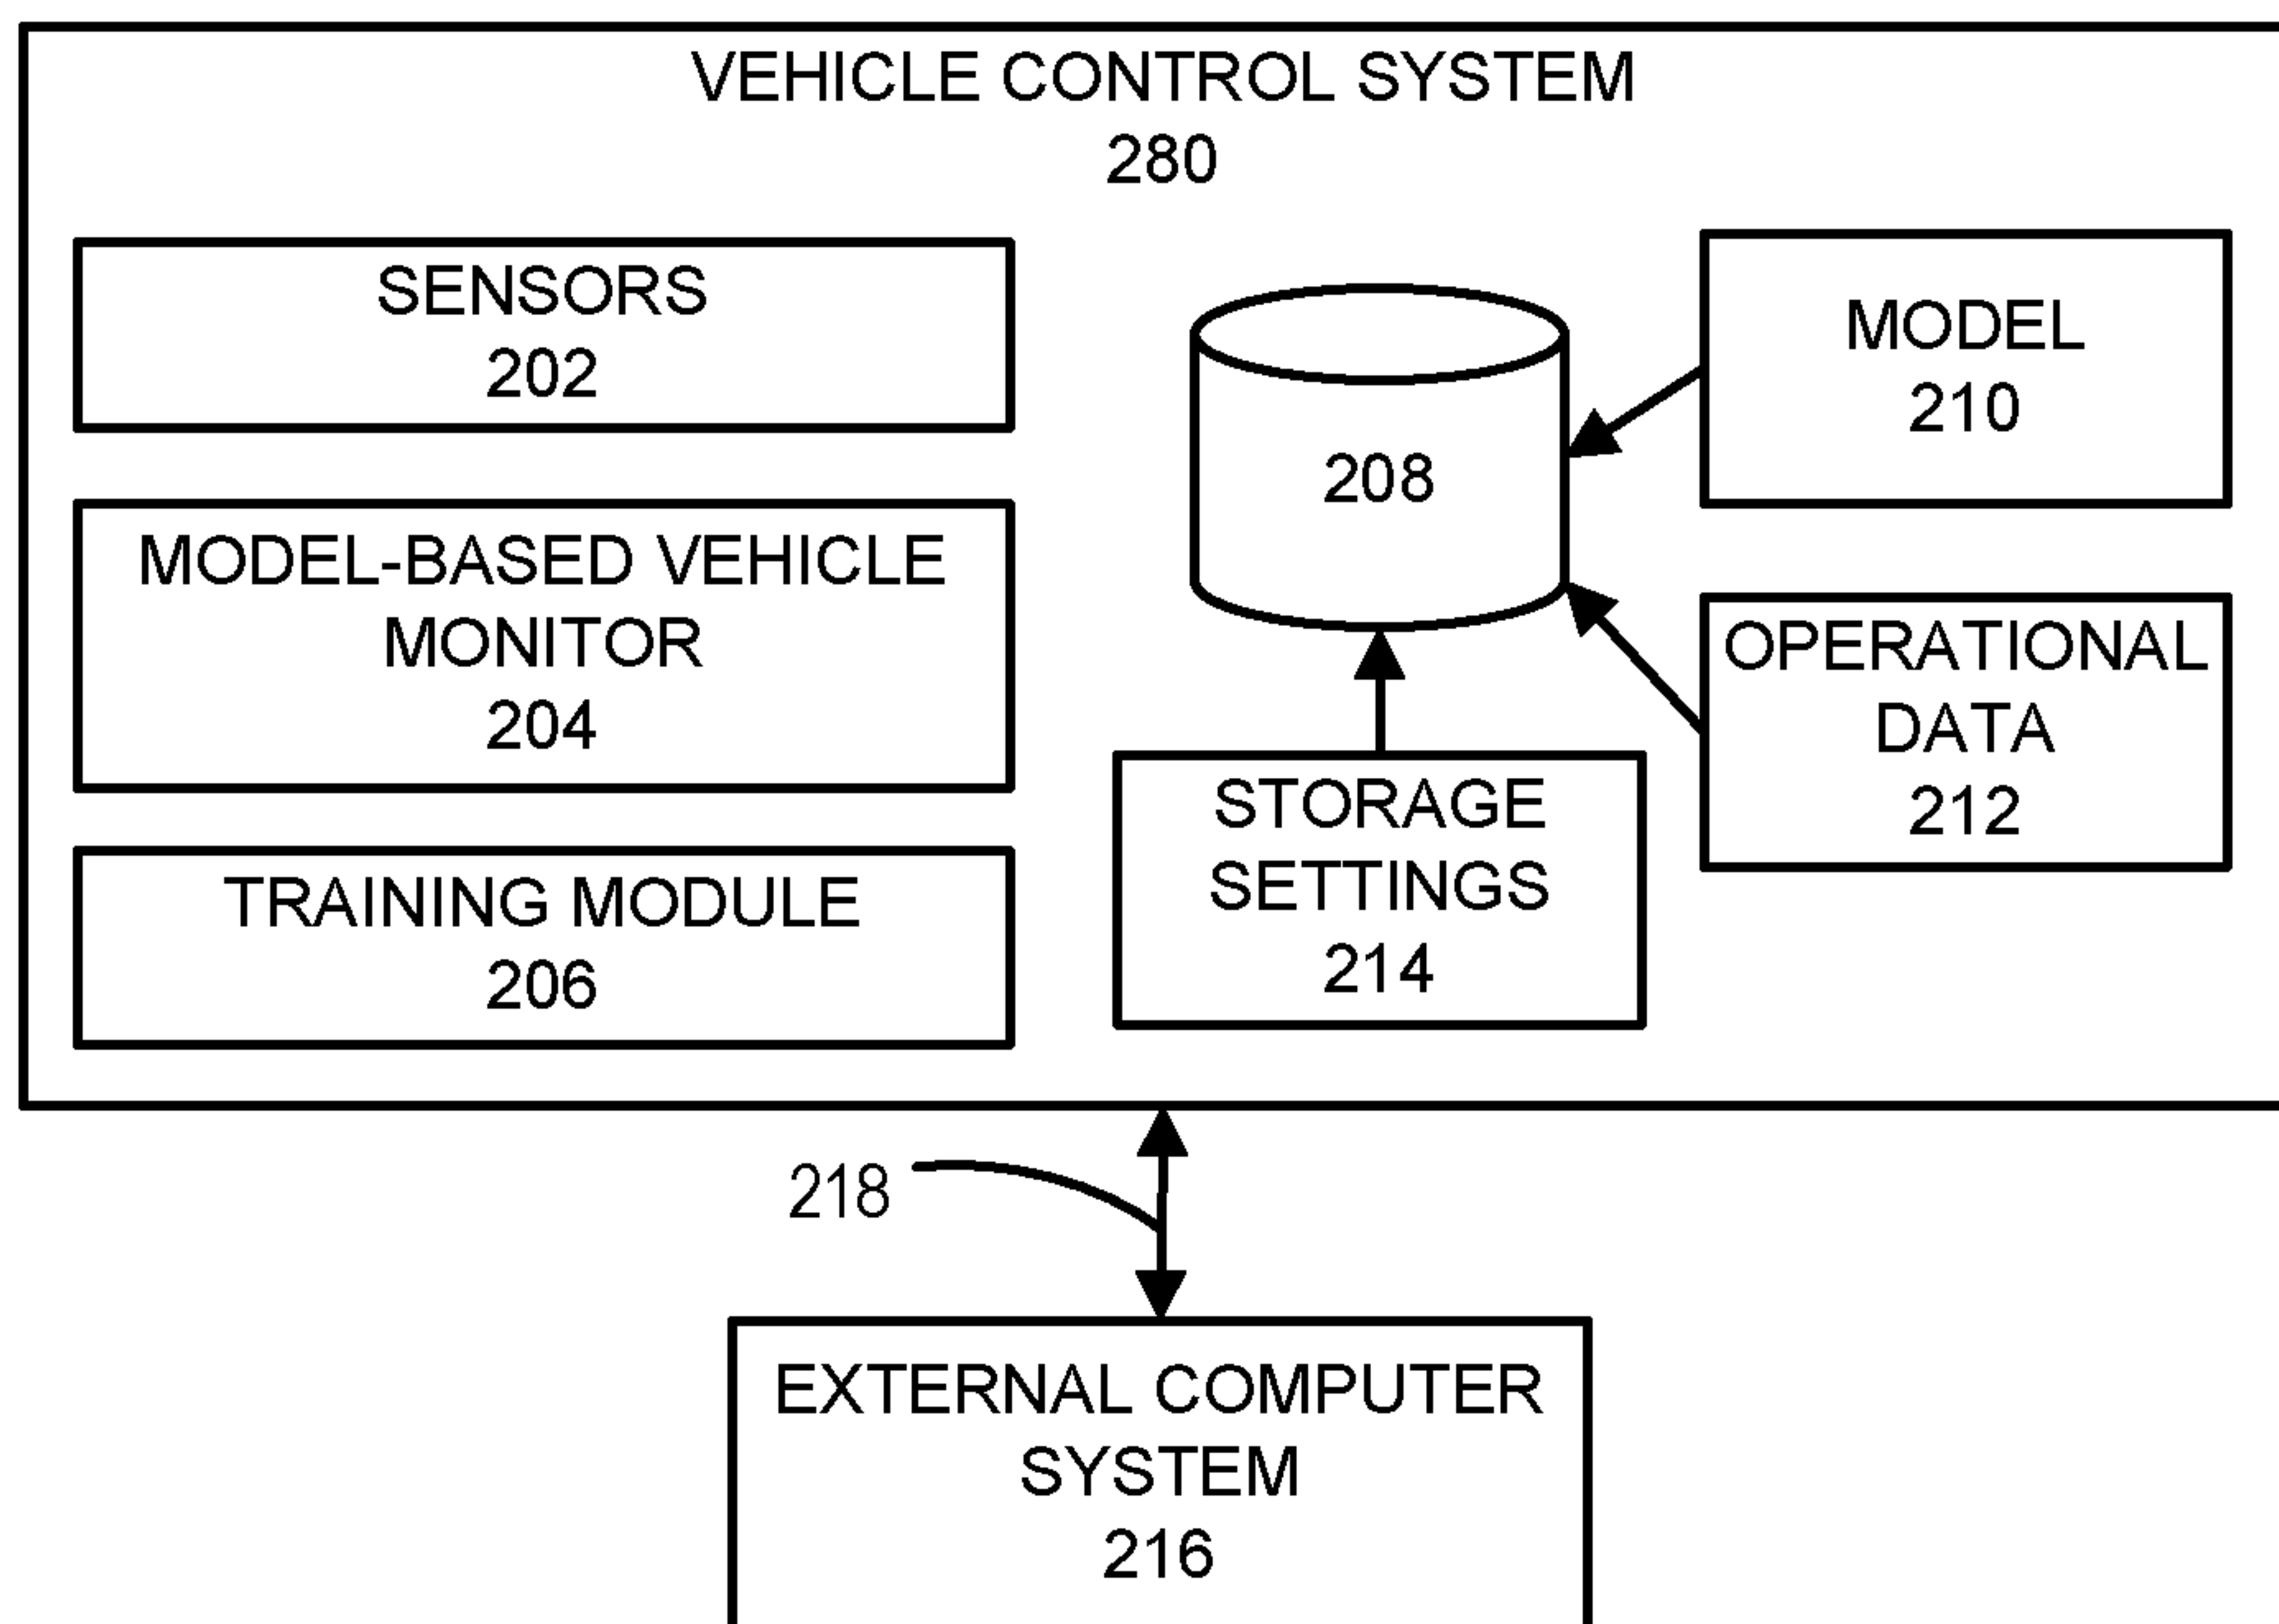 VEHICLE CONTROL SYSTEM
280
SENSORS
202
MODEL-BASED VEHICLE
MONITOR
204
TRAINING MODULE
206
208
MODEL
210
OPERATIONAL
DATA
212
STORAGE
SETTINGS
214
218
EXTERNAL COMPUTER
SYSTEM
216